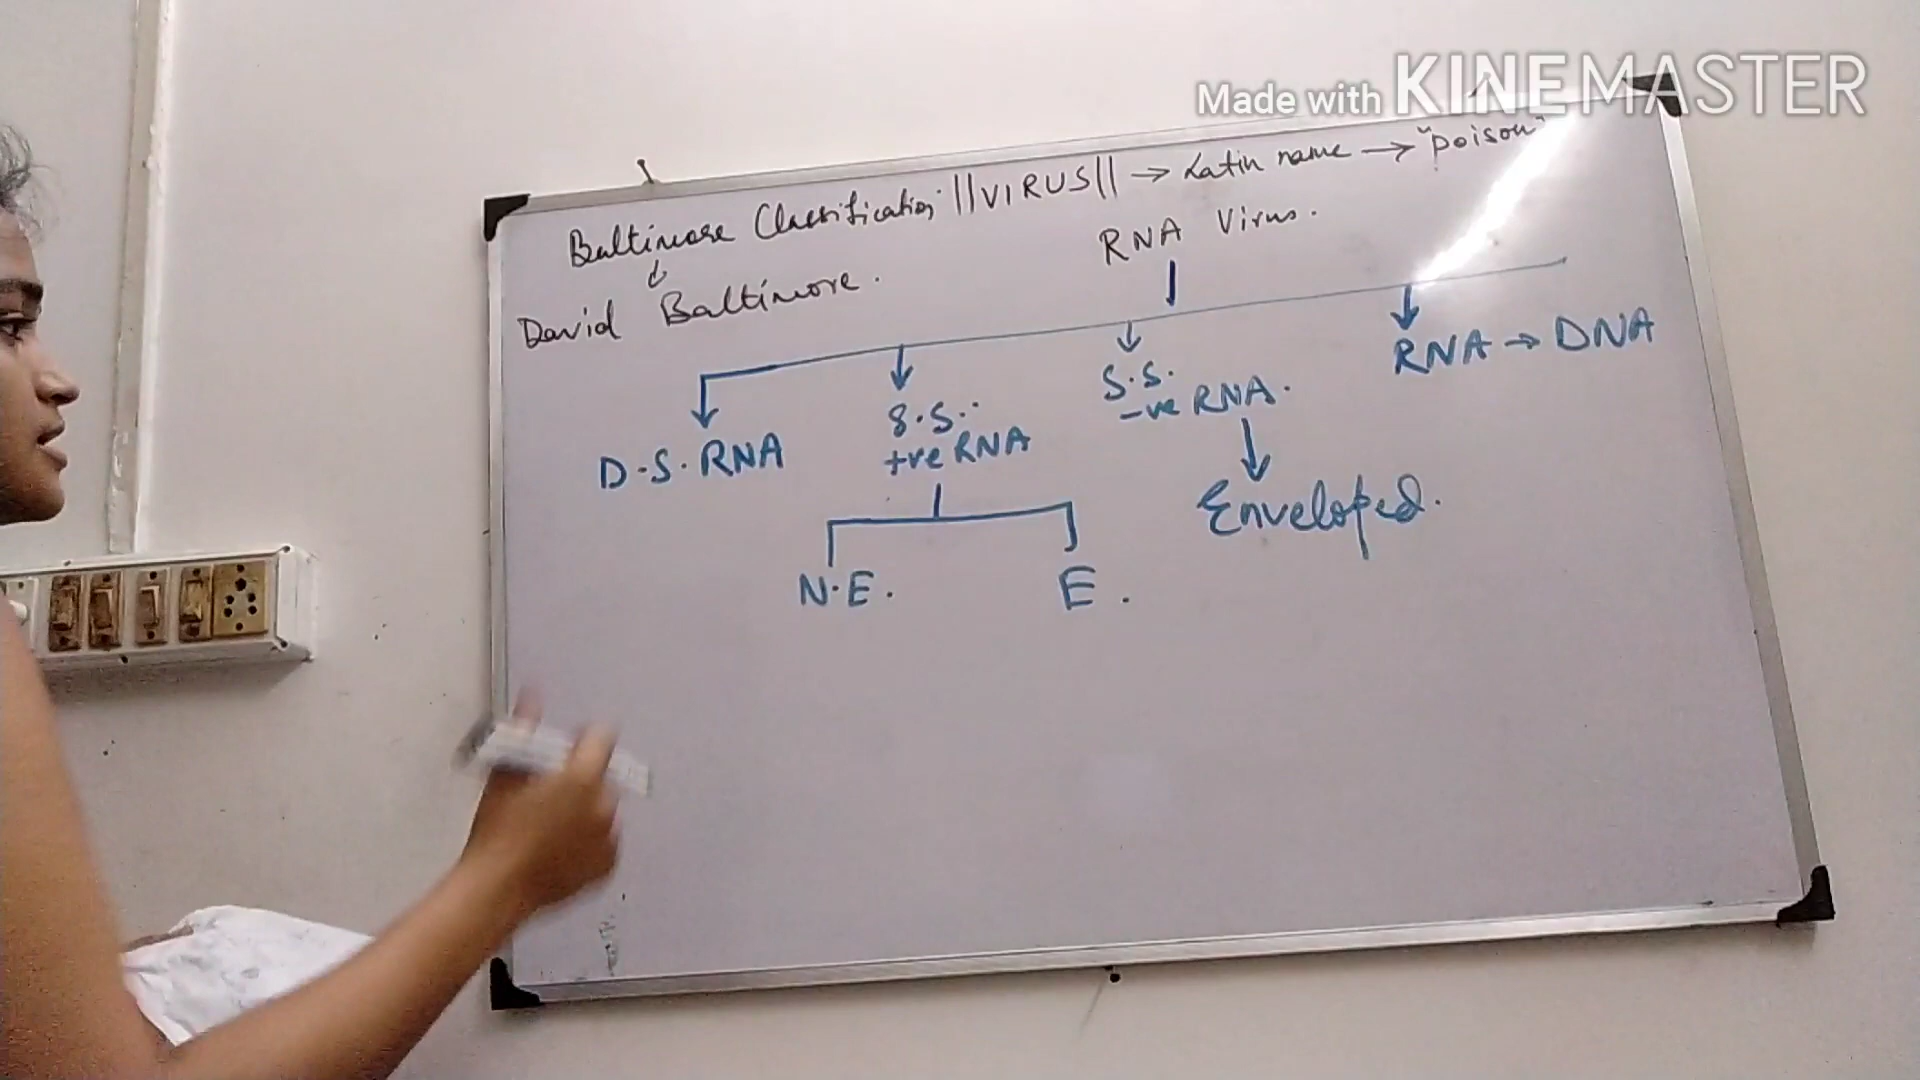 Made with KINEMASTER
Baltimore Classification ||VIRUS|| → Latin name → "poison"
David Baltimore.
RNA Virus.
D.S. RNA
S.S.
+ve RNA
S.S.
-ve RNA.
RNA → DNA
N.E.
E.
Enveloped.